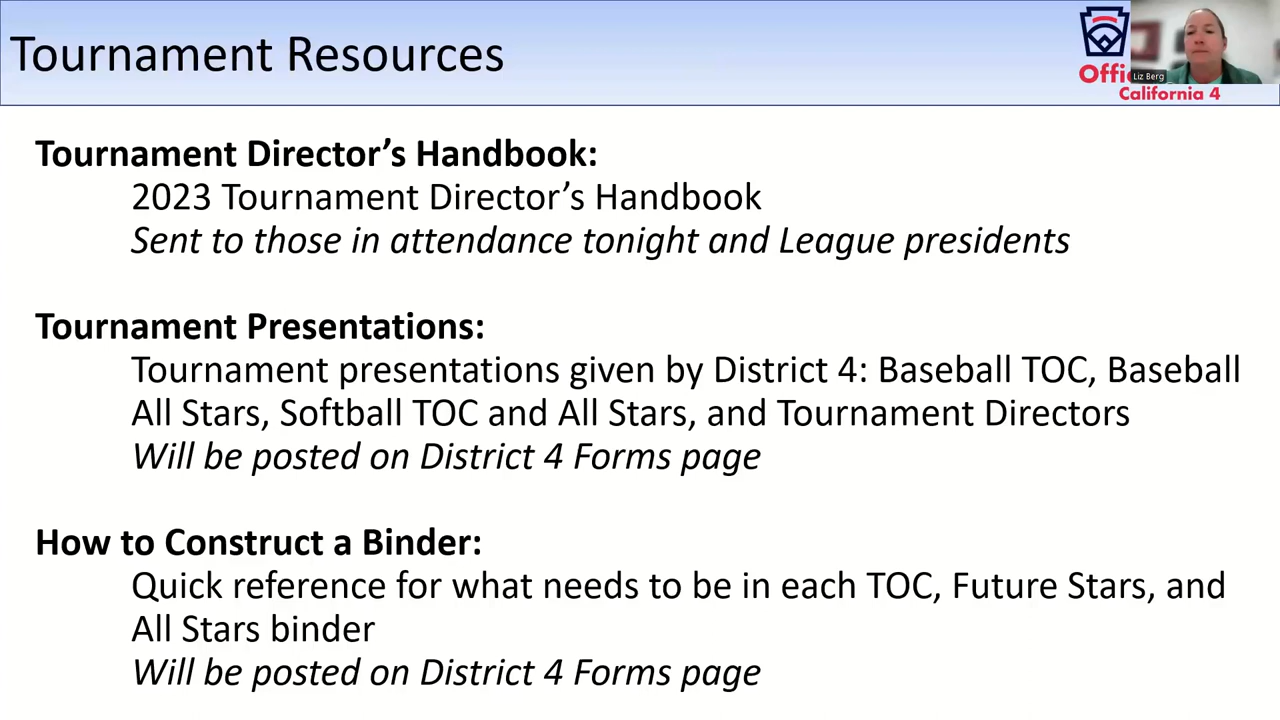 Tournament Resources
Offi
Liz Berg
California 4
Tournament Director’s Handbook:
2023 Tournament Director’s Handbook
Sent to those in attendance tonight and League presidents
Tournament Presentations:
Tournament presentations given by District 4: Baseball TOC, Baseball
All Stars, Softball TOC and All Stars, and Tournament Directors
Will be posted on District 4 Forms page
How to Construct a Binder:
Quick reference for what needs to be in each TOC, Future Stars, and
All Stars binder
Will be posted on District 4 Forms page